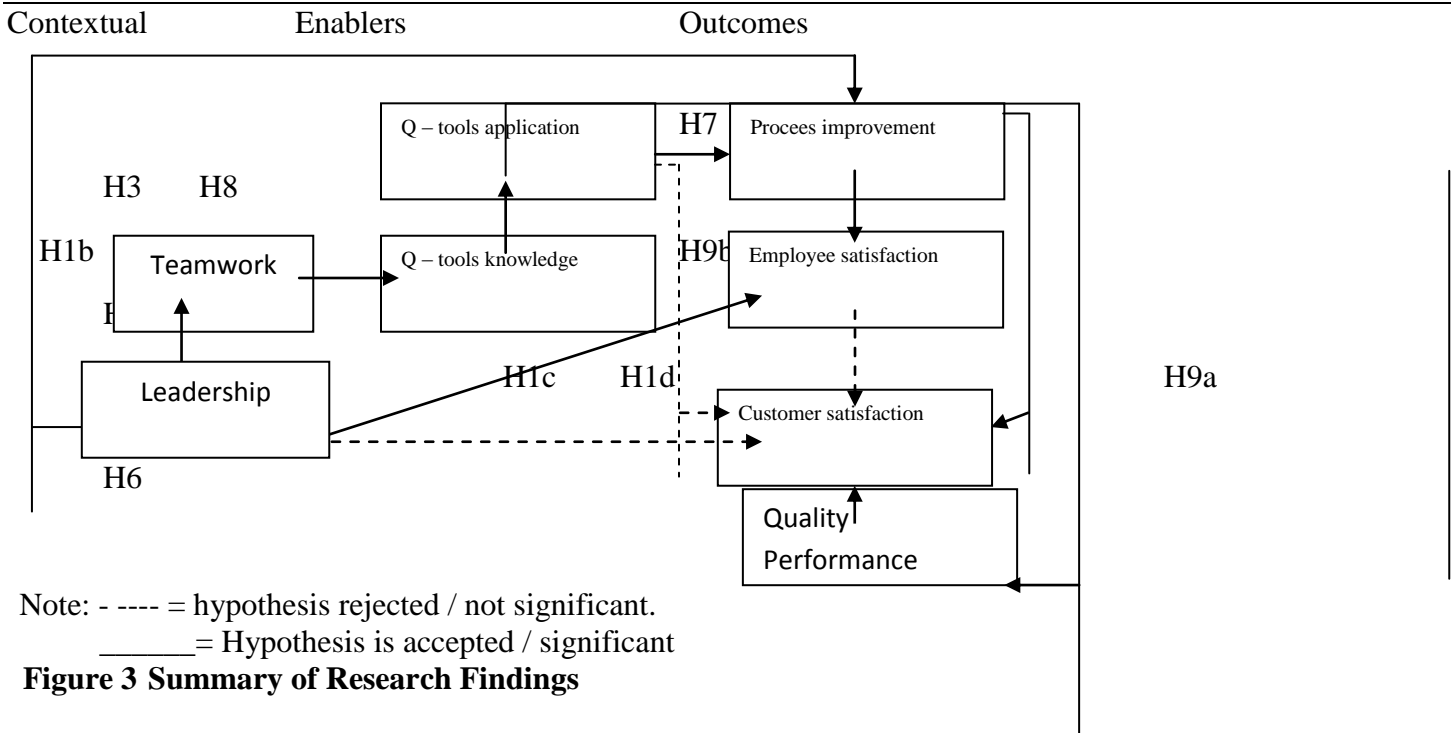 Contextual Enablers Outcomes
Q – tools application H7 Procees improvement
H3 H8
H1b Teamwork Q – tools knowledge H9b Employee satisfaction
Leadership H1c H1d H9a
Customer satisfaction
H6
Quality
Performance
Note: - ---- = hypothesis rejected / not significant.
______= Hypothesis is accepted / significant
Figure 3 Summary of Research Findings